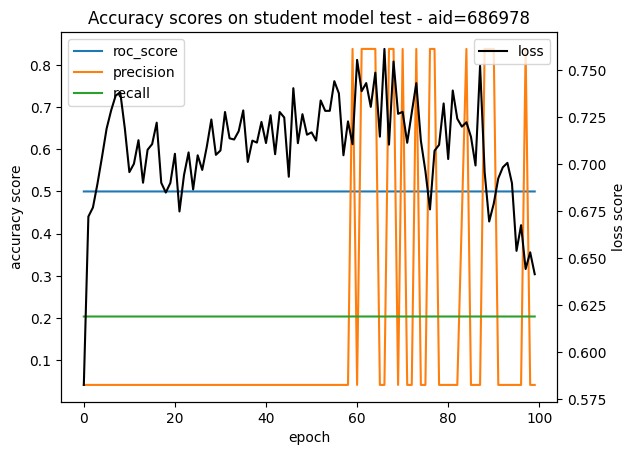 Accuracy scores on student model test - aid=686978
roc_score
precision
recall
loss
0.8
0.7
0.6
0.5
0.4
0.3
0.2
0.1
accuracy score
0.750
0.725
0.700
0.675
0.650
0.625
0.600
0.575
loss score
0 20 40 60 80 100
epoch